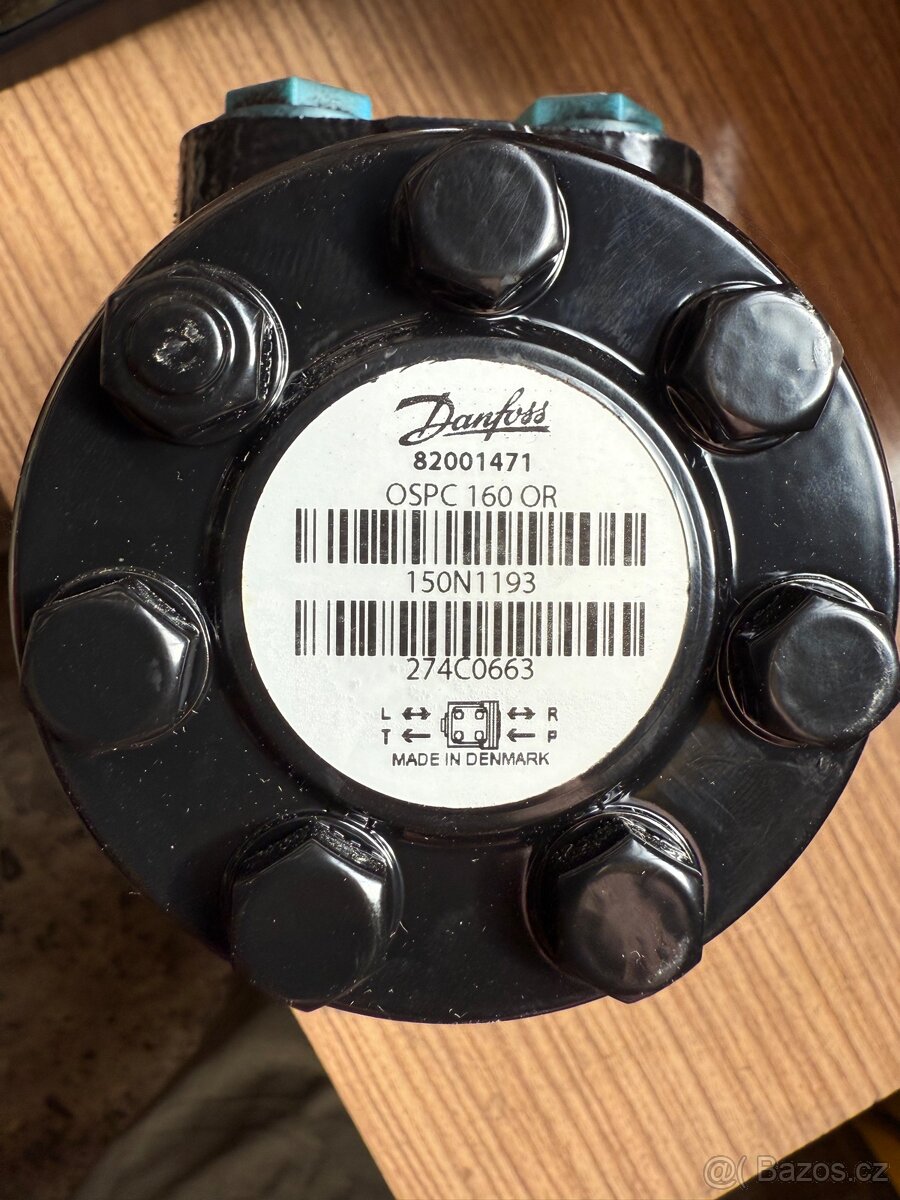 Danfoss
82001471
OSPC 160 OR
150N1193
274C0663
L R
T P
MADE IN DENMARK
@( Bazos.cz